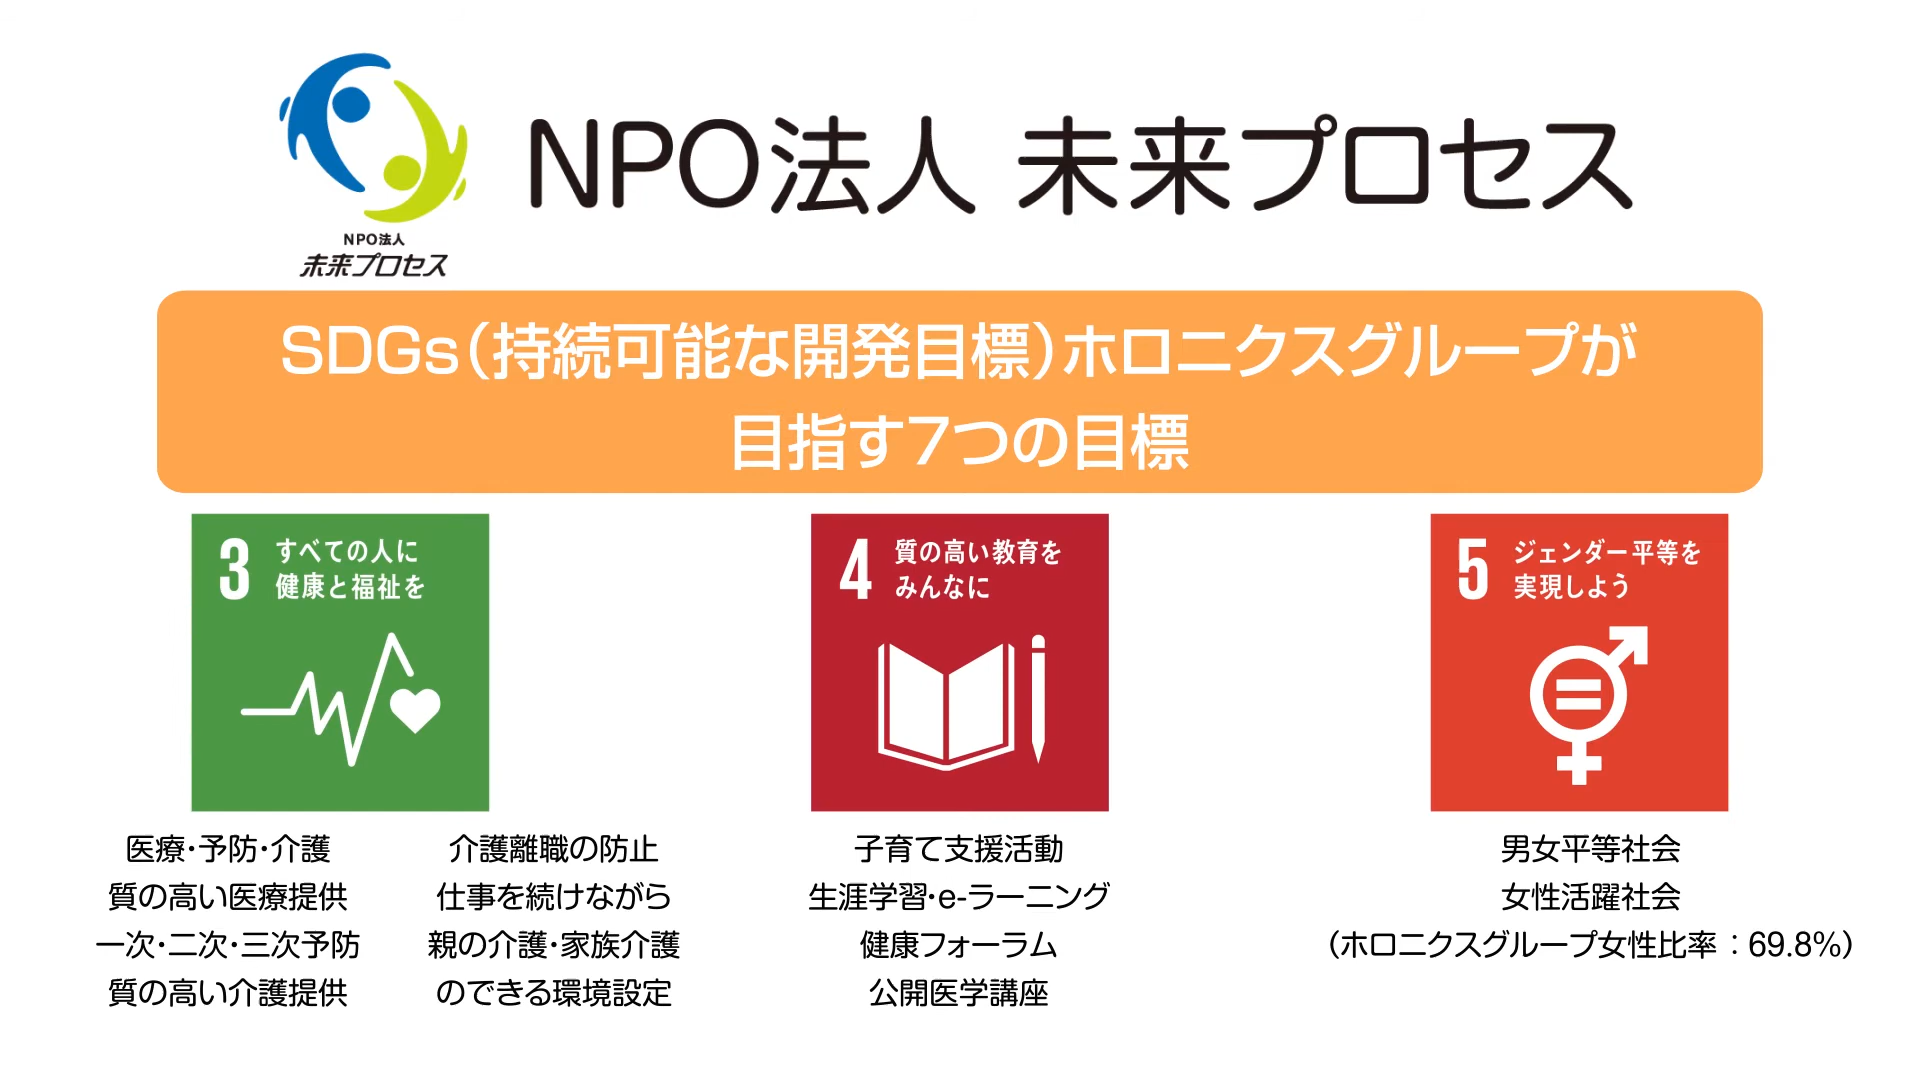 NPO法人 未来プロセス
NPO法人
未来プロセス
SDGs（持続可能な開発目標）ホロニクスグループが
目指す7つの目標
3 すべての人に
健康と福祉を
4 質の高い教育を
みんなに
5 ジェンダー平等を
実現しよう
医療・予防・介護
質の高い医療提供
一次・二次・三次予防
質の高い介護提供
介護離職の防止
仕事を続けながら
親の介護・家族介護
のできる環境設定
子育て支援活動
生涯学習・e-ラーニング
健康フォーラム
公開医学講座
男女平等社会
女性活躍社会
（ホロニクスグループ女性比率：69.8%）